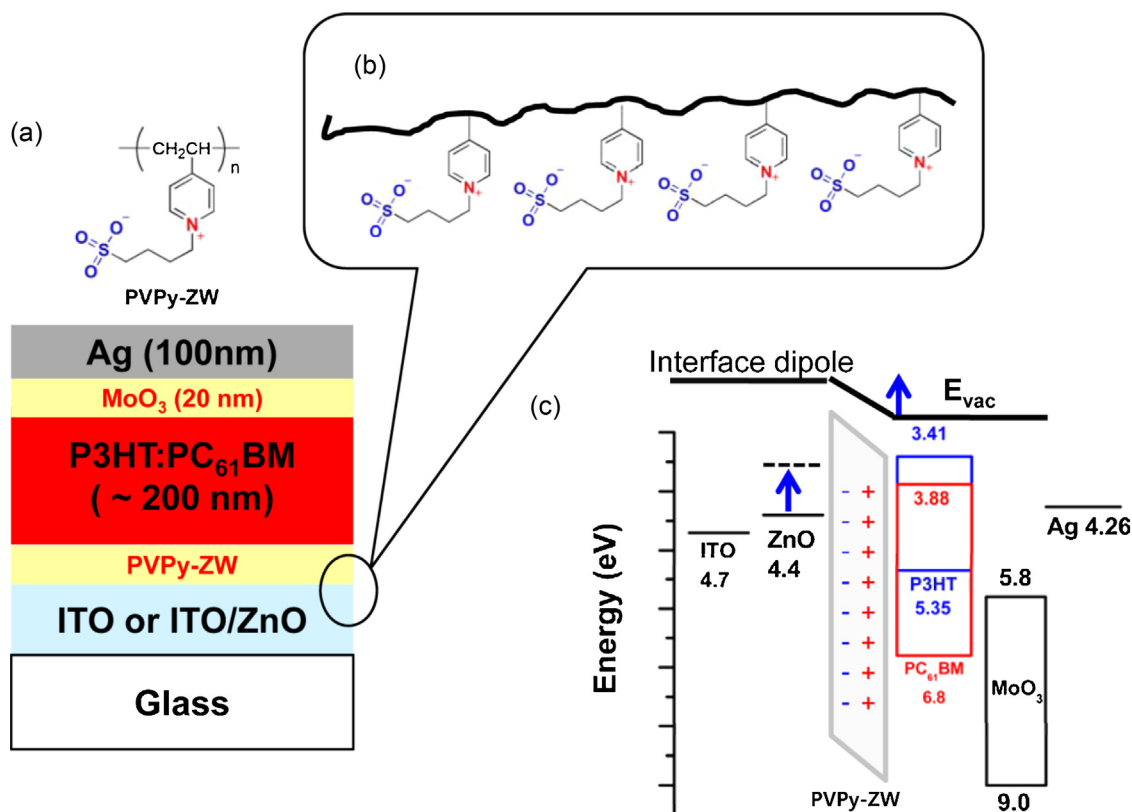 (a)
CH₂CH
n
O
O
S
O⁻
N⁺
PVPy-ZW
(b)
O
O
S
O⁻
N⁺
O
O
S
O⁻
N⁺
O
O
S
O⁻
N⁺
O
O
S
O⁻
N⁺
Ag (100nm)
MoO₃ (20 nm)
P3HT:PC₆₁BM
( ~ 200 nm)
PVPy-ZW
ITO or ITO/ZnO
Glass
(c)
Interface dipole
Evac
Energy (eV)
ITO
4.7
ZnO
4.4
- +
- +
- +
- +
- +
- +
- +
- +
PVPy-ZW
3.41
3.88
P3HT
5.35
PC₆₁BM
6.8
5.8
MoO₃
9.0
Ag 4.26